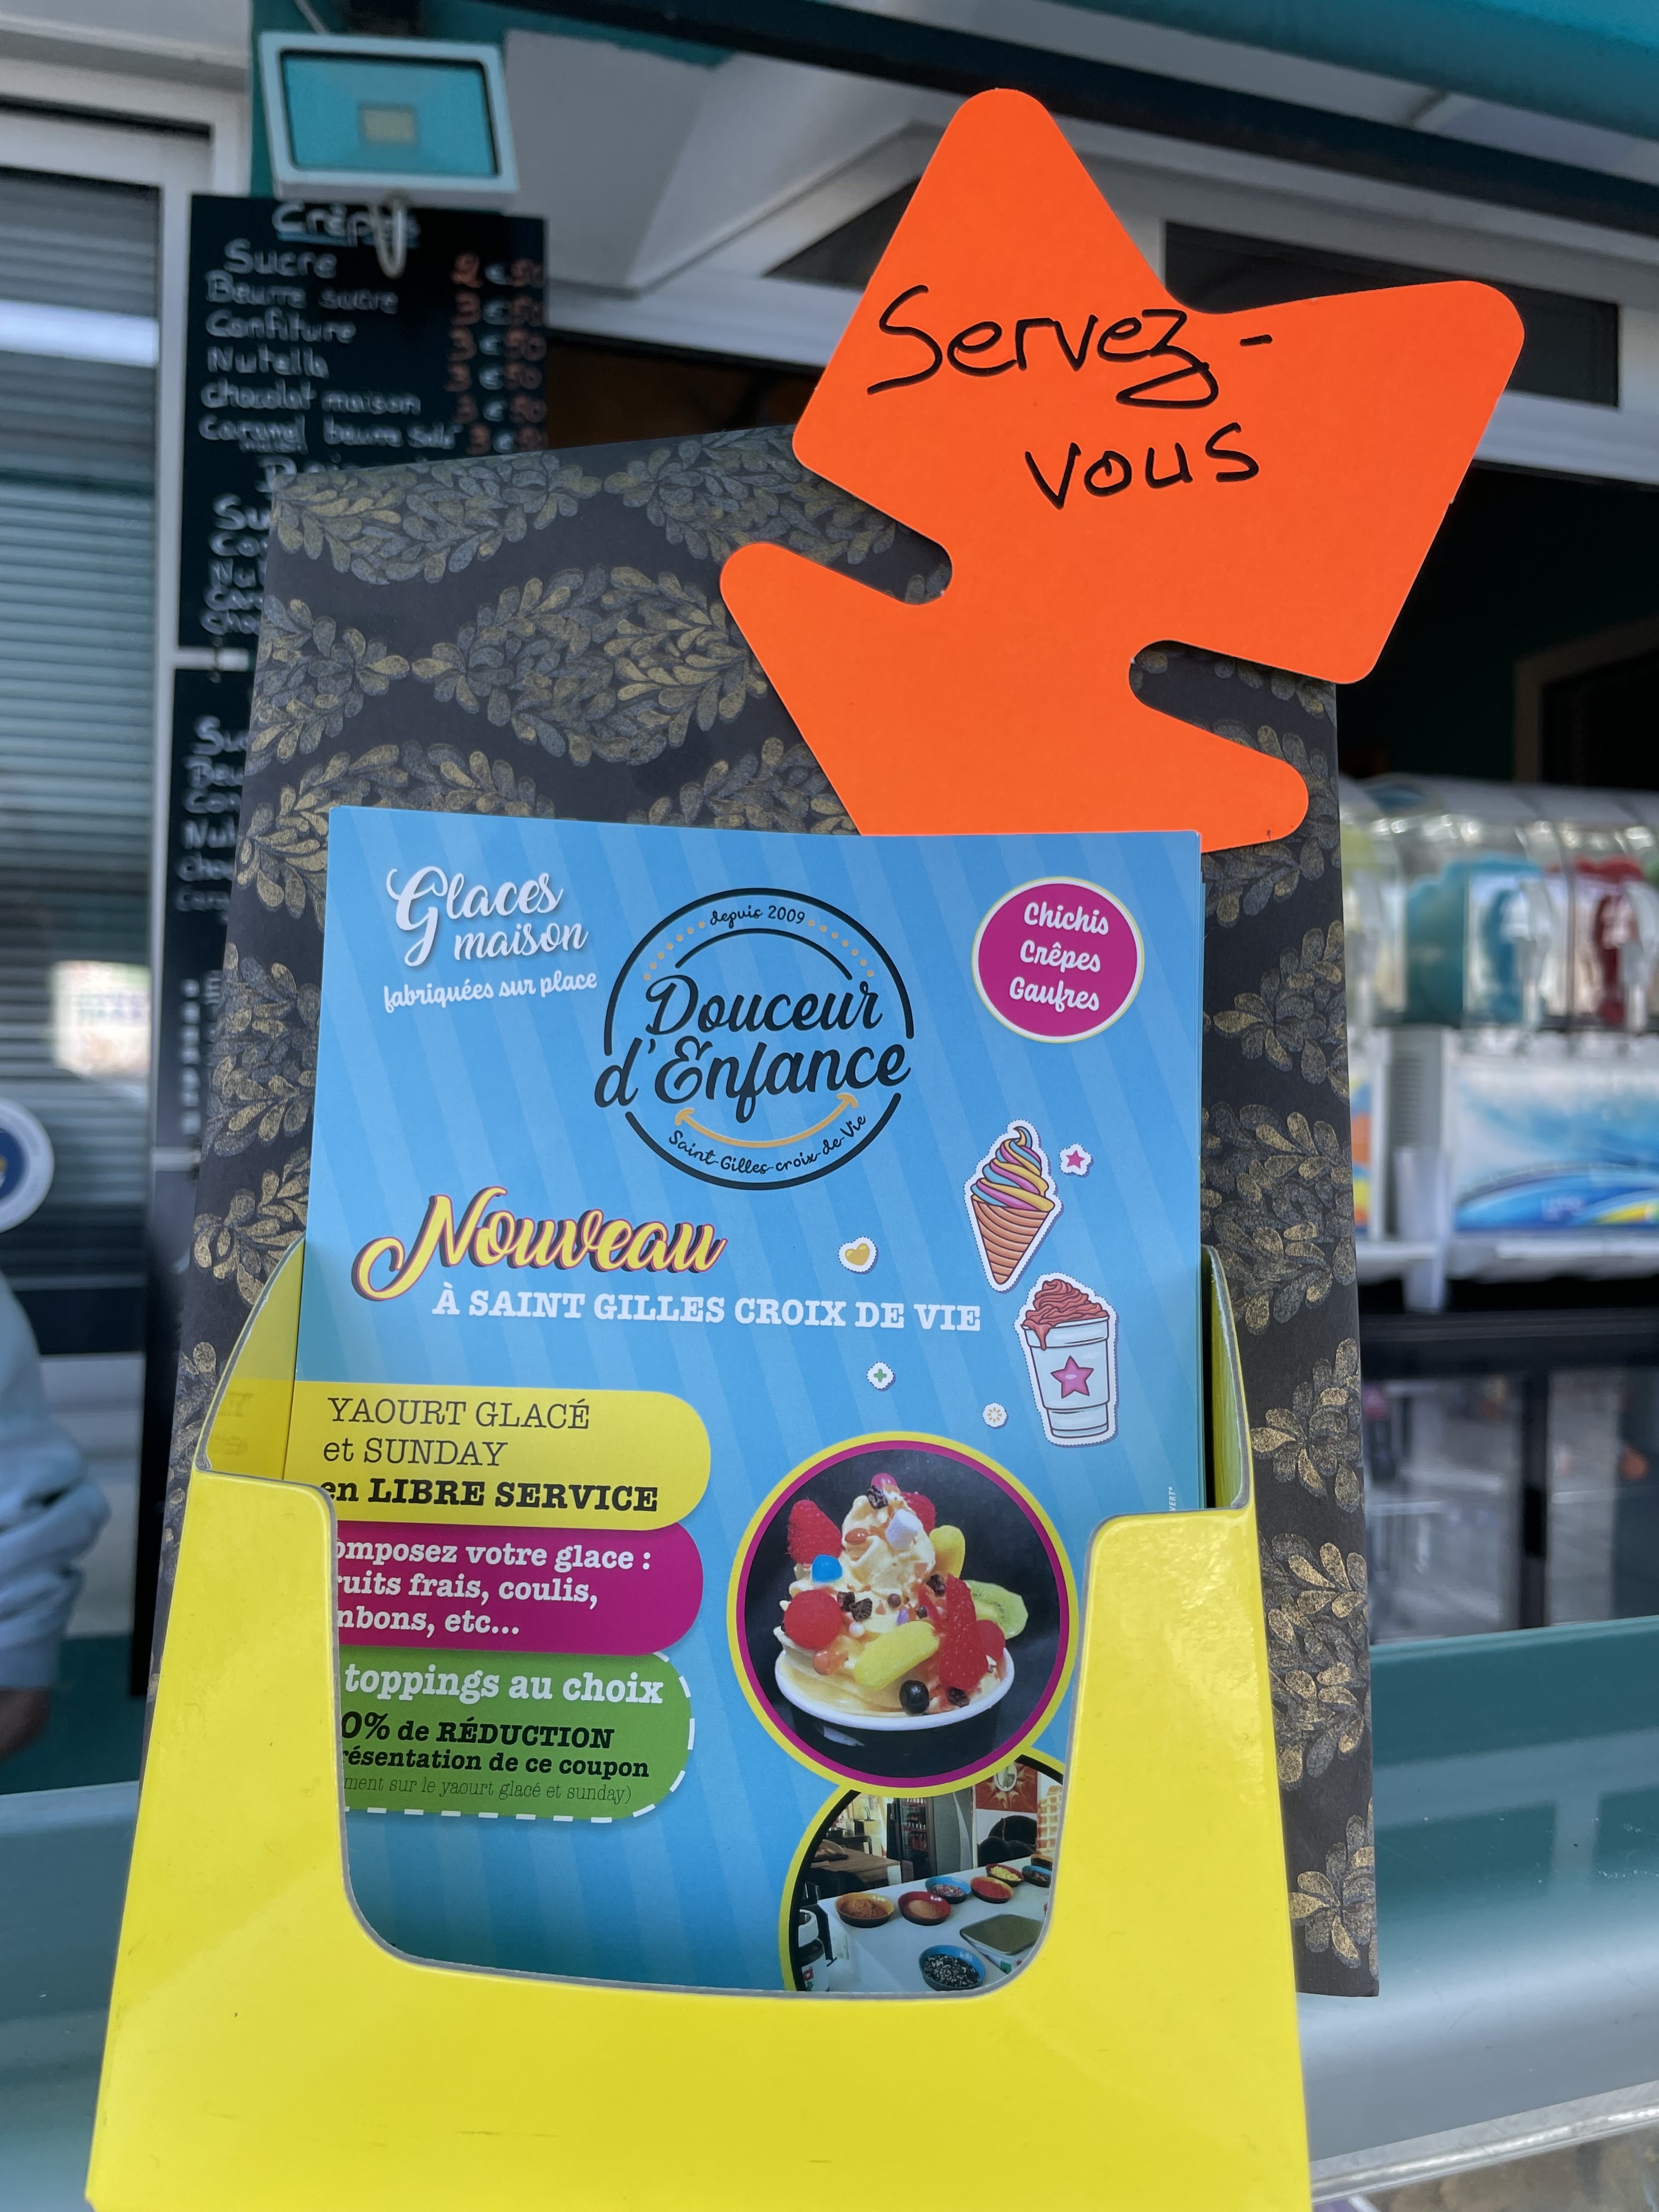 Crêpes
Sucre
Beurre sucre
Confiture
Nutella
chocolat maison
Caramel beurre salé
Servez-
vous
Glaces
maison
fabriquées sur place
depuis 2009
Douceur
d'Enfance
Saint-Gilles-croix-de-Vie
Chichis
Crêpes
Gaufres
Nouveau
À SAINT GILLES CROIX DE VIE
YAOURT GLACÉ
et SUNDAY
en LIBRE SERVICE
omposez votre glace :
ruits frais, coulis,
nbons, etc...
toppings au choix
0% de RÉDUCTION
résentation de ce coupon
ment sur le yaourt glacé et sunday)